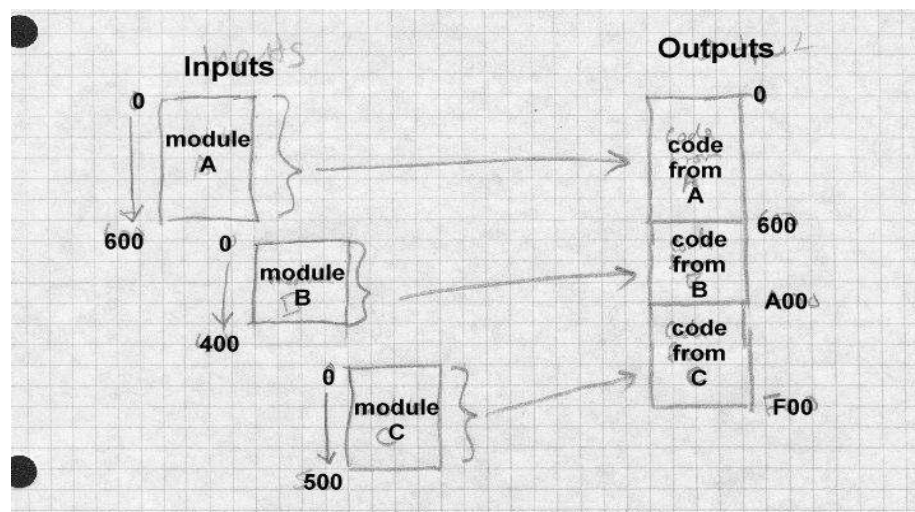 Inputs
Outputs
0
module
A
600
0
module
B
400
0
module
C
500
0
code
from
A
600
code
from
B
A00
code
from
C
F00